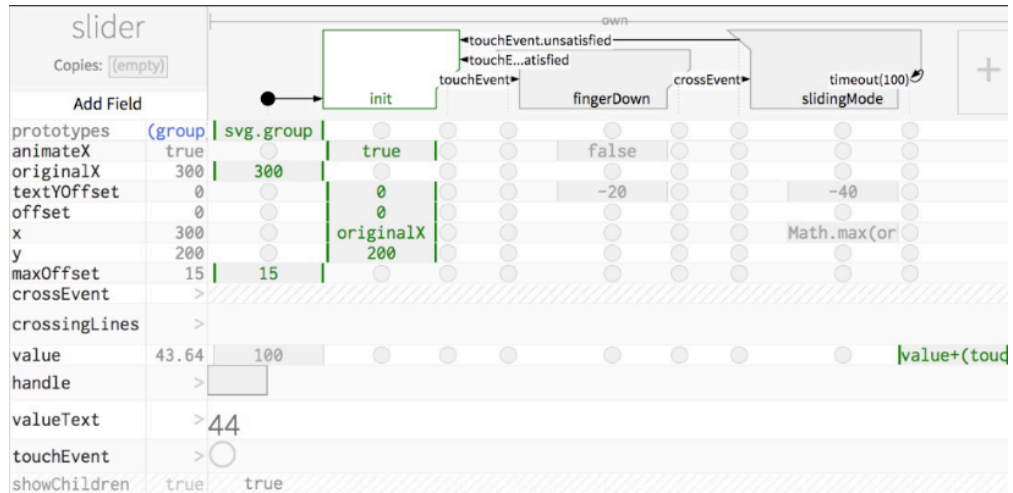 slider
own
Copies: (empty)
touchEvent.unsatisfied
touchE...atisfied
touchEvent
crossEvent
timeout(100)
Add Field
init
fingerDown
slidingMode
+
prototypes (group svg.group
animateX true true false
originalX 300 300
textYOffset 0 0 -20 -40
offset 0 0
x 300 originalX Math.max(or
y 200 200
maxOffset 15 15
crossEvent >
crossingLines >
value 43.64 100 value+(touc
handle >
valueText > 44
touchEvent >
showChildren true true